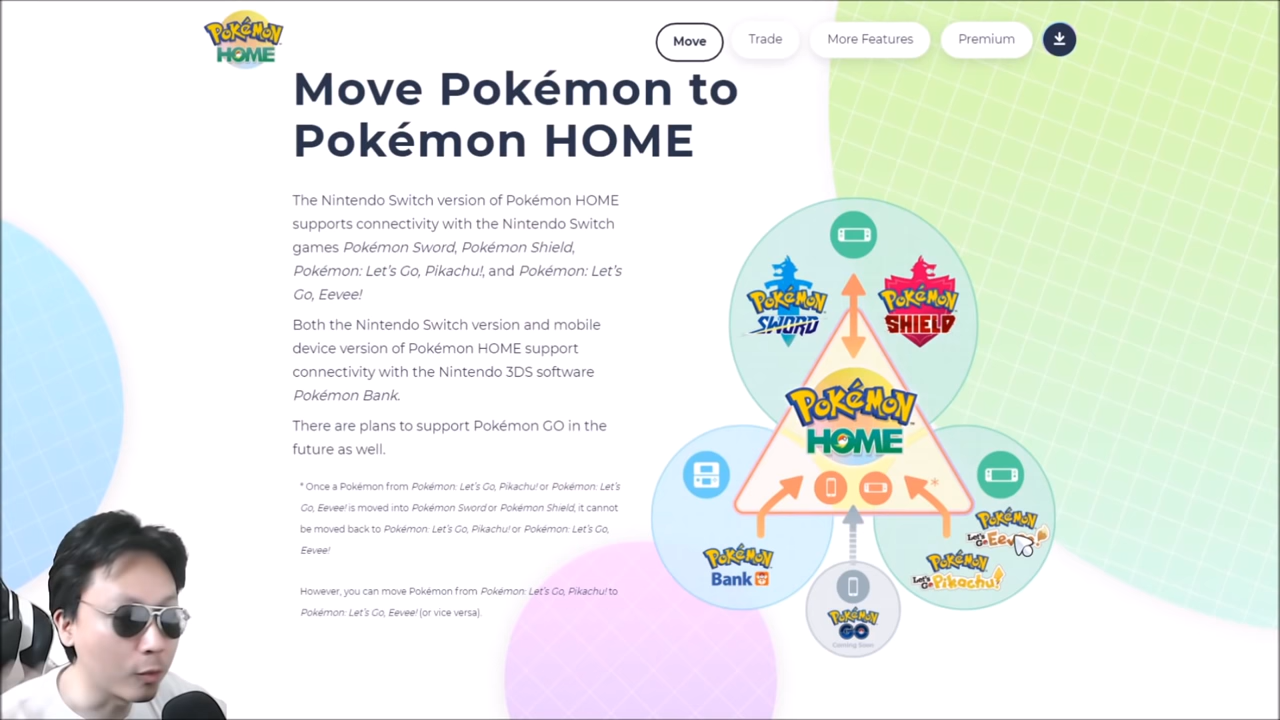 Pokémon
HOME
Move
Trade
More Features
Premium
Move Pokémon to
Pokémon HOME
The Nintendo Switch version of Pokémon HOME
supports connectivity with the Nintendo Switch
games Pokémon Sword, Pokémon Shield,
Pokémon: Let's Go, Pikachu!, and Pokémon: Let's
Go, Eevee!
Both the Nintendo Switch version and mobile
device version of Pokémon HOME support
connectivity with the Nintendo 3DS software
Pokémon Bank.
There are plans to support Pokémon GO in the
future as well.
* Once a Pokémon from Pokémon: Let's Go, Pikachu! or Pokémon: Let's
Go, Eevee! is moved into Pokémon Sword or Pokémon Shield, it cannot
be moved back to Pokémon: Let's Go, Pikachu! or Pokémon: Let's Go,
Eevee!
However, you can move Pokémon from Pokémon: Let's Go, Pikachu! to
Pokémon: Let's Go, Eevee! (or vice versa).
Pokémon
SWORD
Pokémon
SHIELD
Pokémon
HOME
*
Pokémon
Bank
Pokémon
Let's Go
Pokémon
Let's Go Pikachu!
Pokémon
GO
Coming Soon